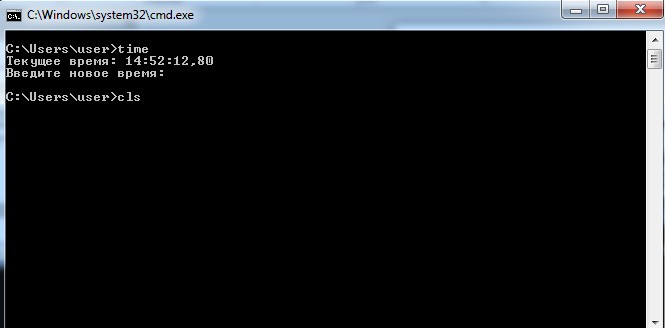 C:\Windows\system32\cmd.exe
C:\Users\user>time
Текущее время: 14:52:12,80
Введите новое время:
C:\Users\user>cls